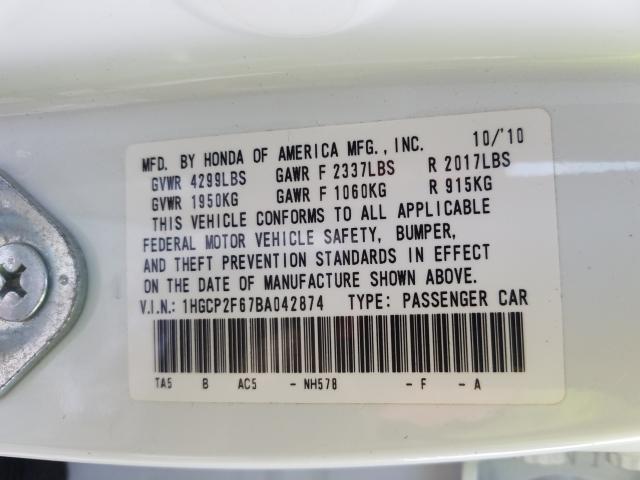 MFD. BY HONDA OF AMERICA MFG., INC. 10/'10
GVWR 4299LBS GAWR F 2337LBS R 2017LBS
GVWR 1950KG GAWR F 1060KG R 915KG
THIS VEHICLE CONFORMS TO ALL APPLICABLE
FEDERAL MOTOR VEHICLE SAFETY, BUMPER,
AND THEFT PREVENTION STANDARDS IN EFFECT
ON THE DATE OF MANUFACTURE SHOWN ABOVE.
V.I.N.: 1HGCP2F67BA042874 TYPE: PASSENGER CAR
TA5 B AC5 -NH578 -F -A